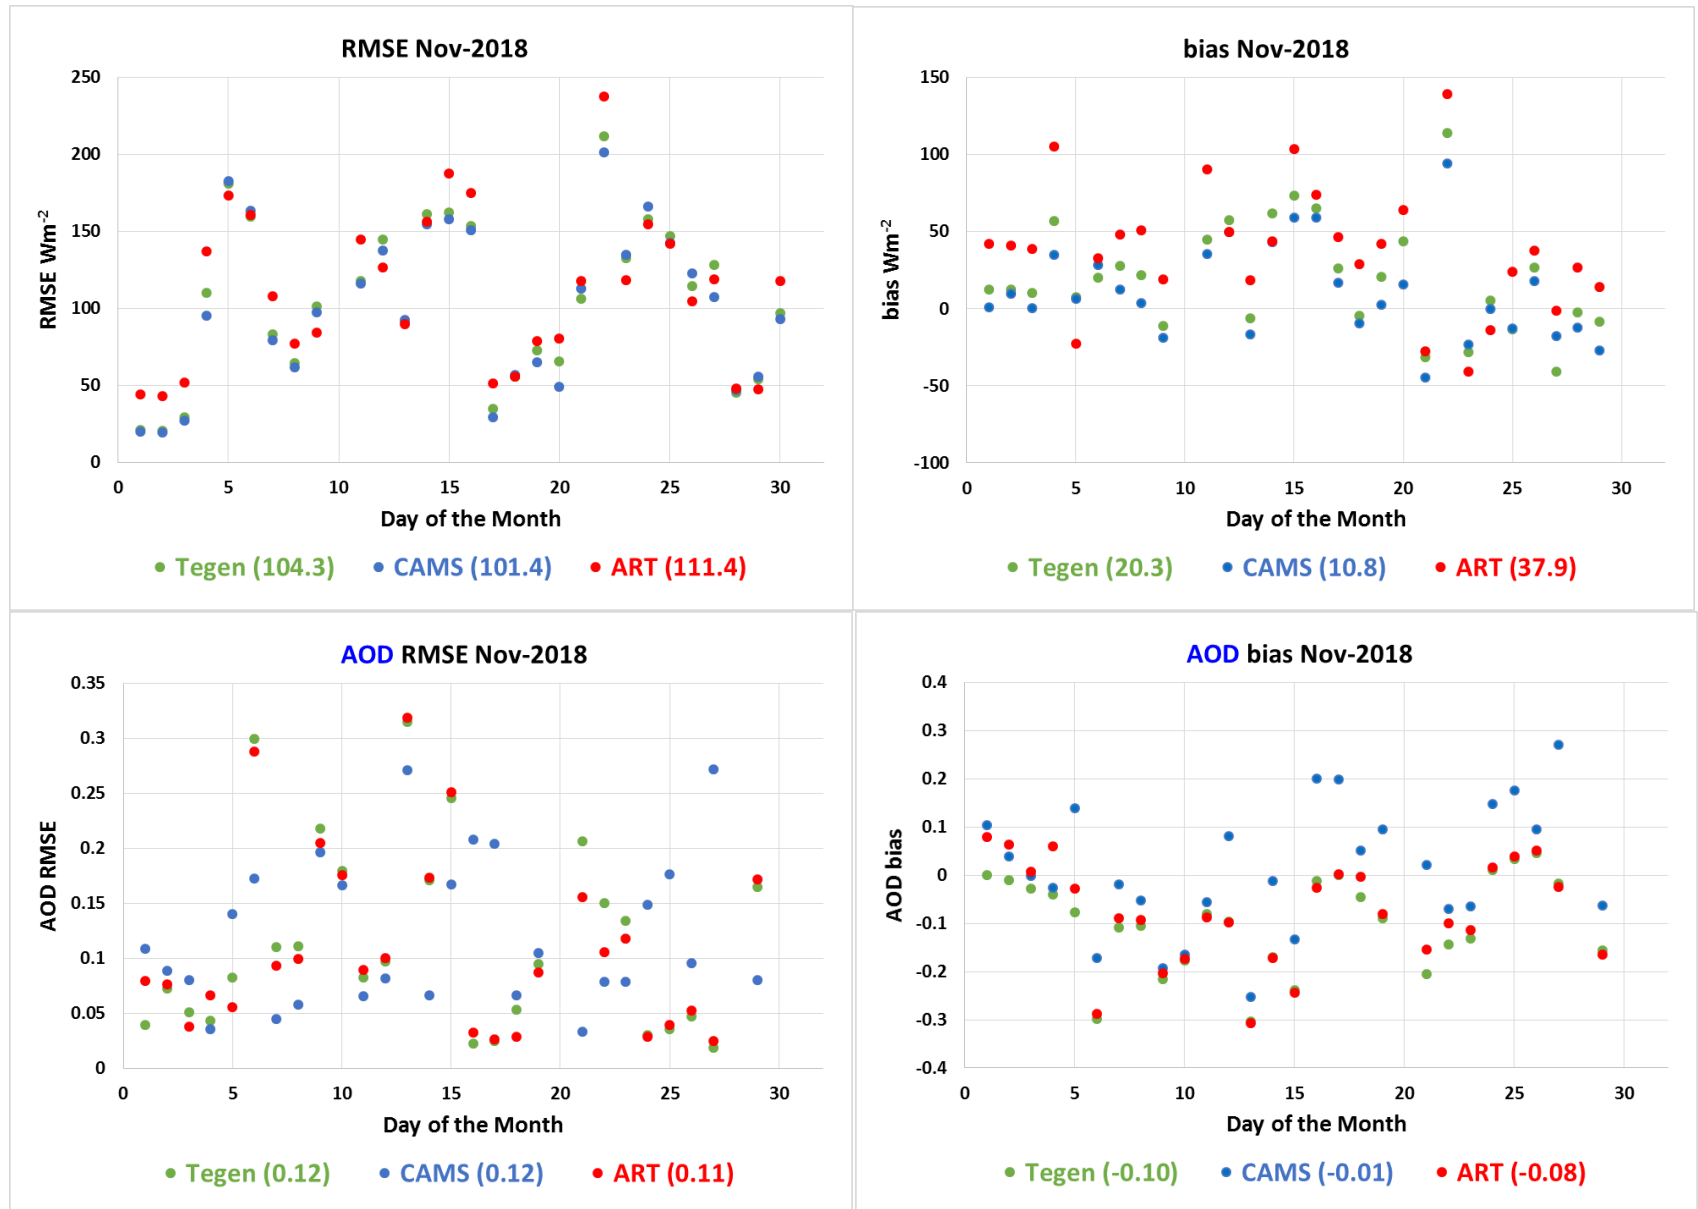 RMSE Nov-2018
250
200
150
100
50
0
0 5 10 15 20 25 30
RMSE Wm-2
Day of the Month
Tegen (104.3) CAMS (101.4) ART (111.4)
bias Nov-2018
150
100
50
0
-50
-100
0 5 10 15 20 25 30
bias Wm-2
Day of the Month
Tegen (20.3) CAMS (10.8) ART (37.9)
AOD RMSE Nov-2018
0.35
0.3
0.25
0.2
0.15
0.1
0.05
0
0 5 10 15 20 25 30
AOD RMSE
Day of the Month
Tegen (0.12) CAMS (0.12) ART (0.11)
AOD bias Nov-2018
0.4
0.3
0.2
0.1
0
-0.1
-0.2
-0.3
-0.4
0 5 10 15 20 25 30
AOD bias
Day of the Month
Tegen (-0.10) CAMS (-0.01) ART (-0.08)